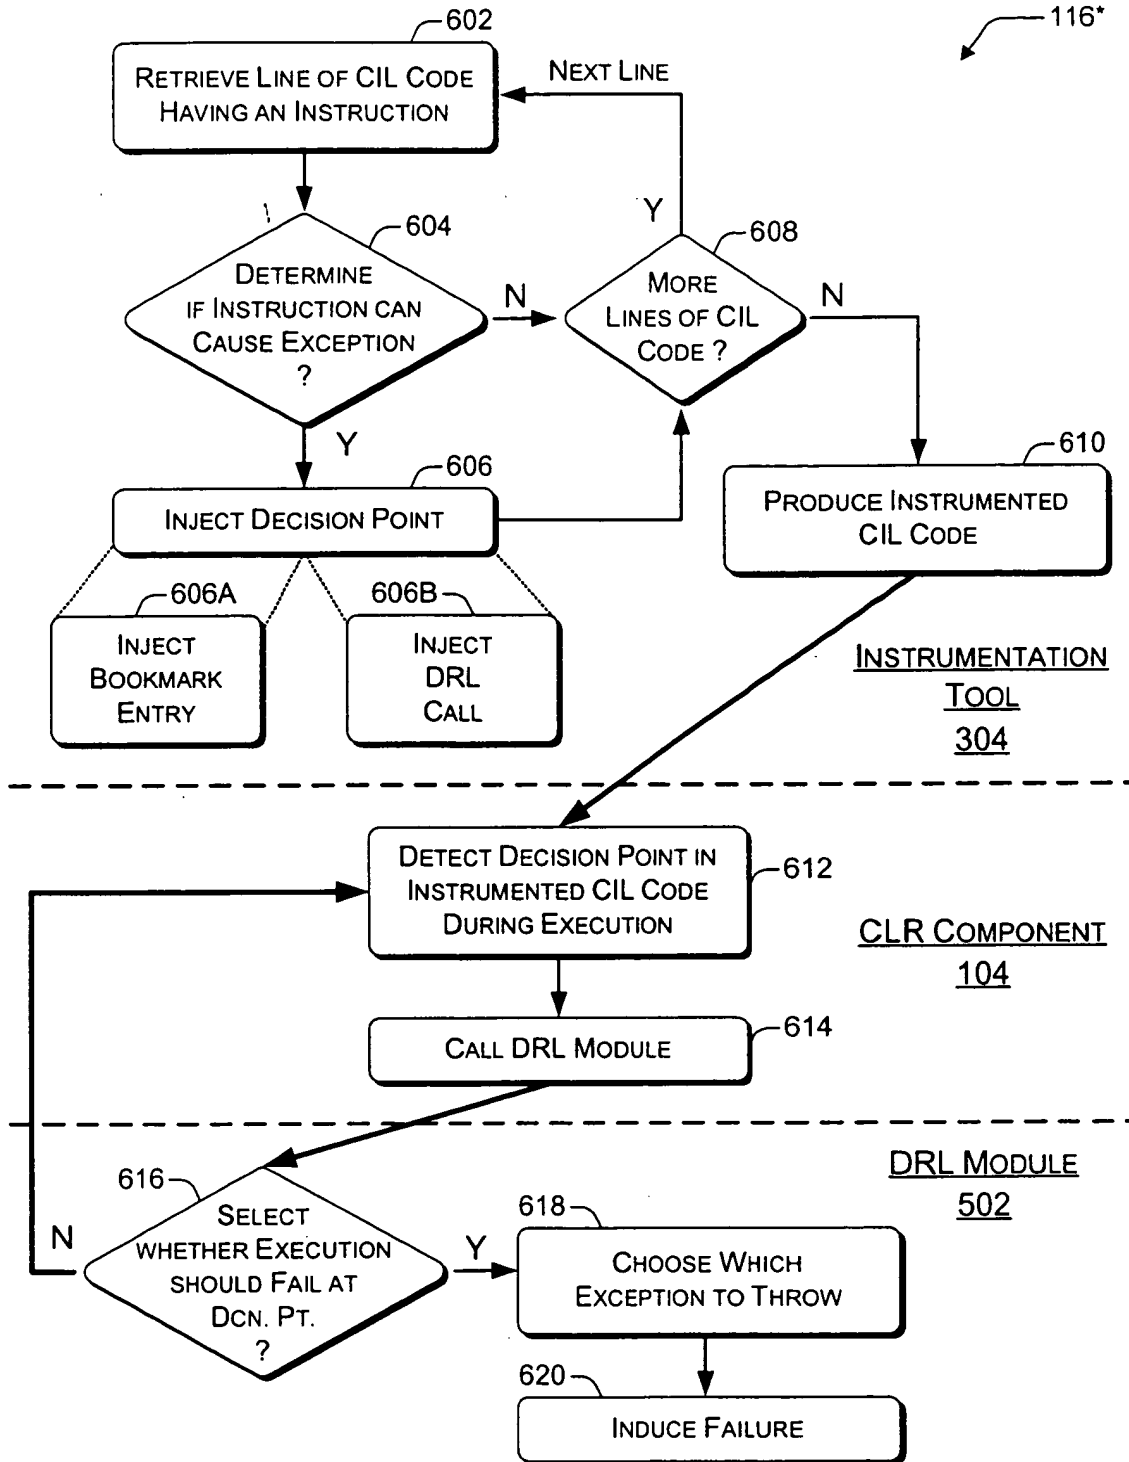 602
116*
RETRIEVE LINE OF CIL CODE
HAVING AN INSTRUCTION
NEXT LINE
604
DETERMINE
IF INSTRUCTION CAN
CAUSE EXCEPTION
?
N
Y
Y
608
MORE
LINES OF CIL
CODE ?
N
606
INJECT DECISION POINT
610
PRODUCE INSTRUMENTED
CIL CODE
606A
INJECT
BOOKMARK
ENTRY
606B
INJECT
DRL
CALL
INSTRUMENTATION
TOOL
304
DETECT DECISION POINT IN
INSTRUMENTED CIL CODE
DURING EXECUTION
612
CLR COMPONENT
104
CALL DRL MODULE
614
DRL MODULE
502
616
SELECT
WHETHER EXECUTION
SHOULD FAIL AT
DCN. PT.
?
N
Y
618
CHOOSE WHICH
EXCEPTION TO THROW
620
INDUCE FAILURE